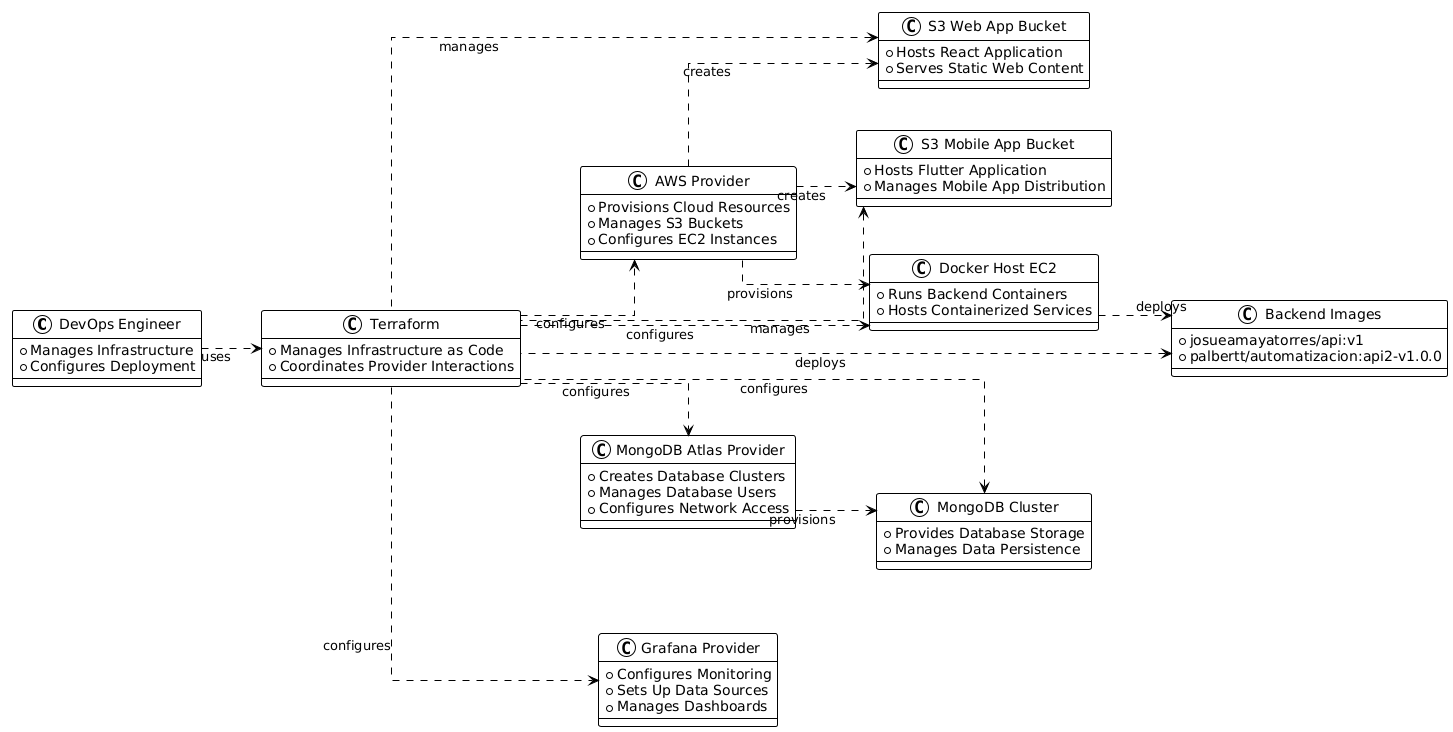 C S3 Web App Bucket
Hosts React Application
Serves Static Web Content
manages
creates
C S3 Mobile App Bucket
Hosts Flutter Application
Manages Mobile App Distribution
C AWS Provider
Provisions Cloud Resources
Manages S3 Buckets
Configures EC2 Instances
creates
provisions
C Docker Host EC2
Runs Backend Containers
Hosts Containerized Services
deploys
C DevOps Engineer
Manages Infrastructure
Configures Deployment
uses
C Terraform
Manages Infrastructure as Code
Coordinates Provider Interactions
configures
configures
manages
C Backend Images
josueamayatorres/api:v1
palbertt/automatizacion:api2-v1.0.0
deploys
configures
configures
C MongoDB Atlas Provider
Creates Database Clusters
Manages Database Users
Configures Network Access
provisions
C MongoDB Cluster
Provides Database Storage
Manages Data Persistence
configures
C Grafana Provider
Configures Monitoring
Sets Up Data Sources
Manages Dashboards